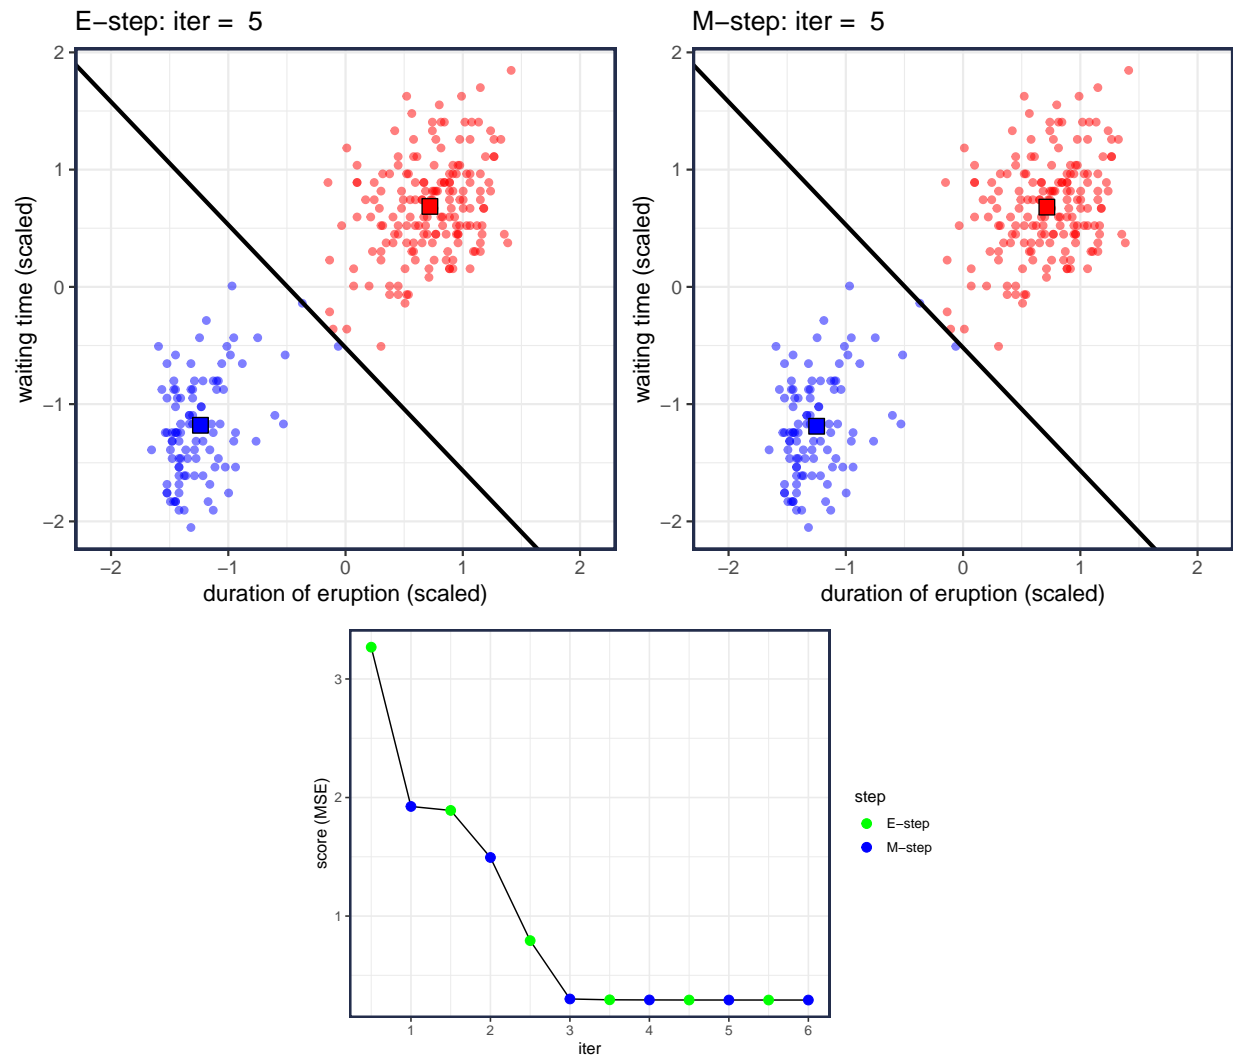 E−step: iter =  5
2
1
0
−1
−2
waiting time (scaled)
−2
−1
0
1
2
duration of eruption (scaled)
M−step: iter =  5
2
1
0
−1
−2
waiting time (scaled)
−2
−1
0
1
2
duration of eruption (scaled)
3
2
1
score (MSE)
1
2
3
4
5
6
iter
step
E−step
M−step